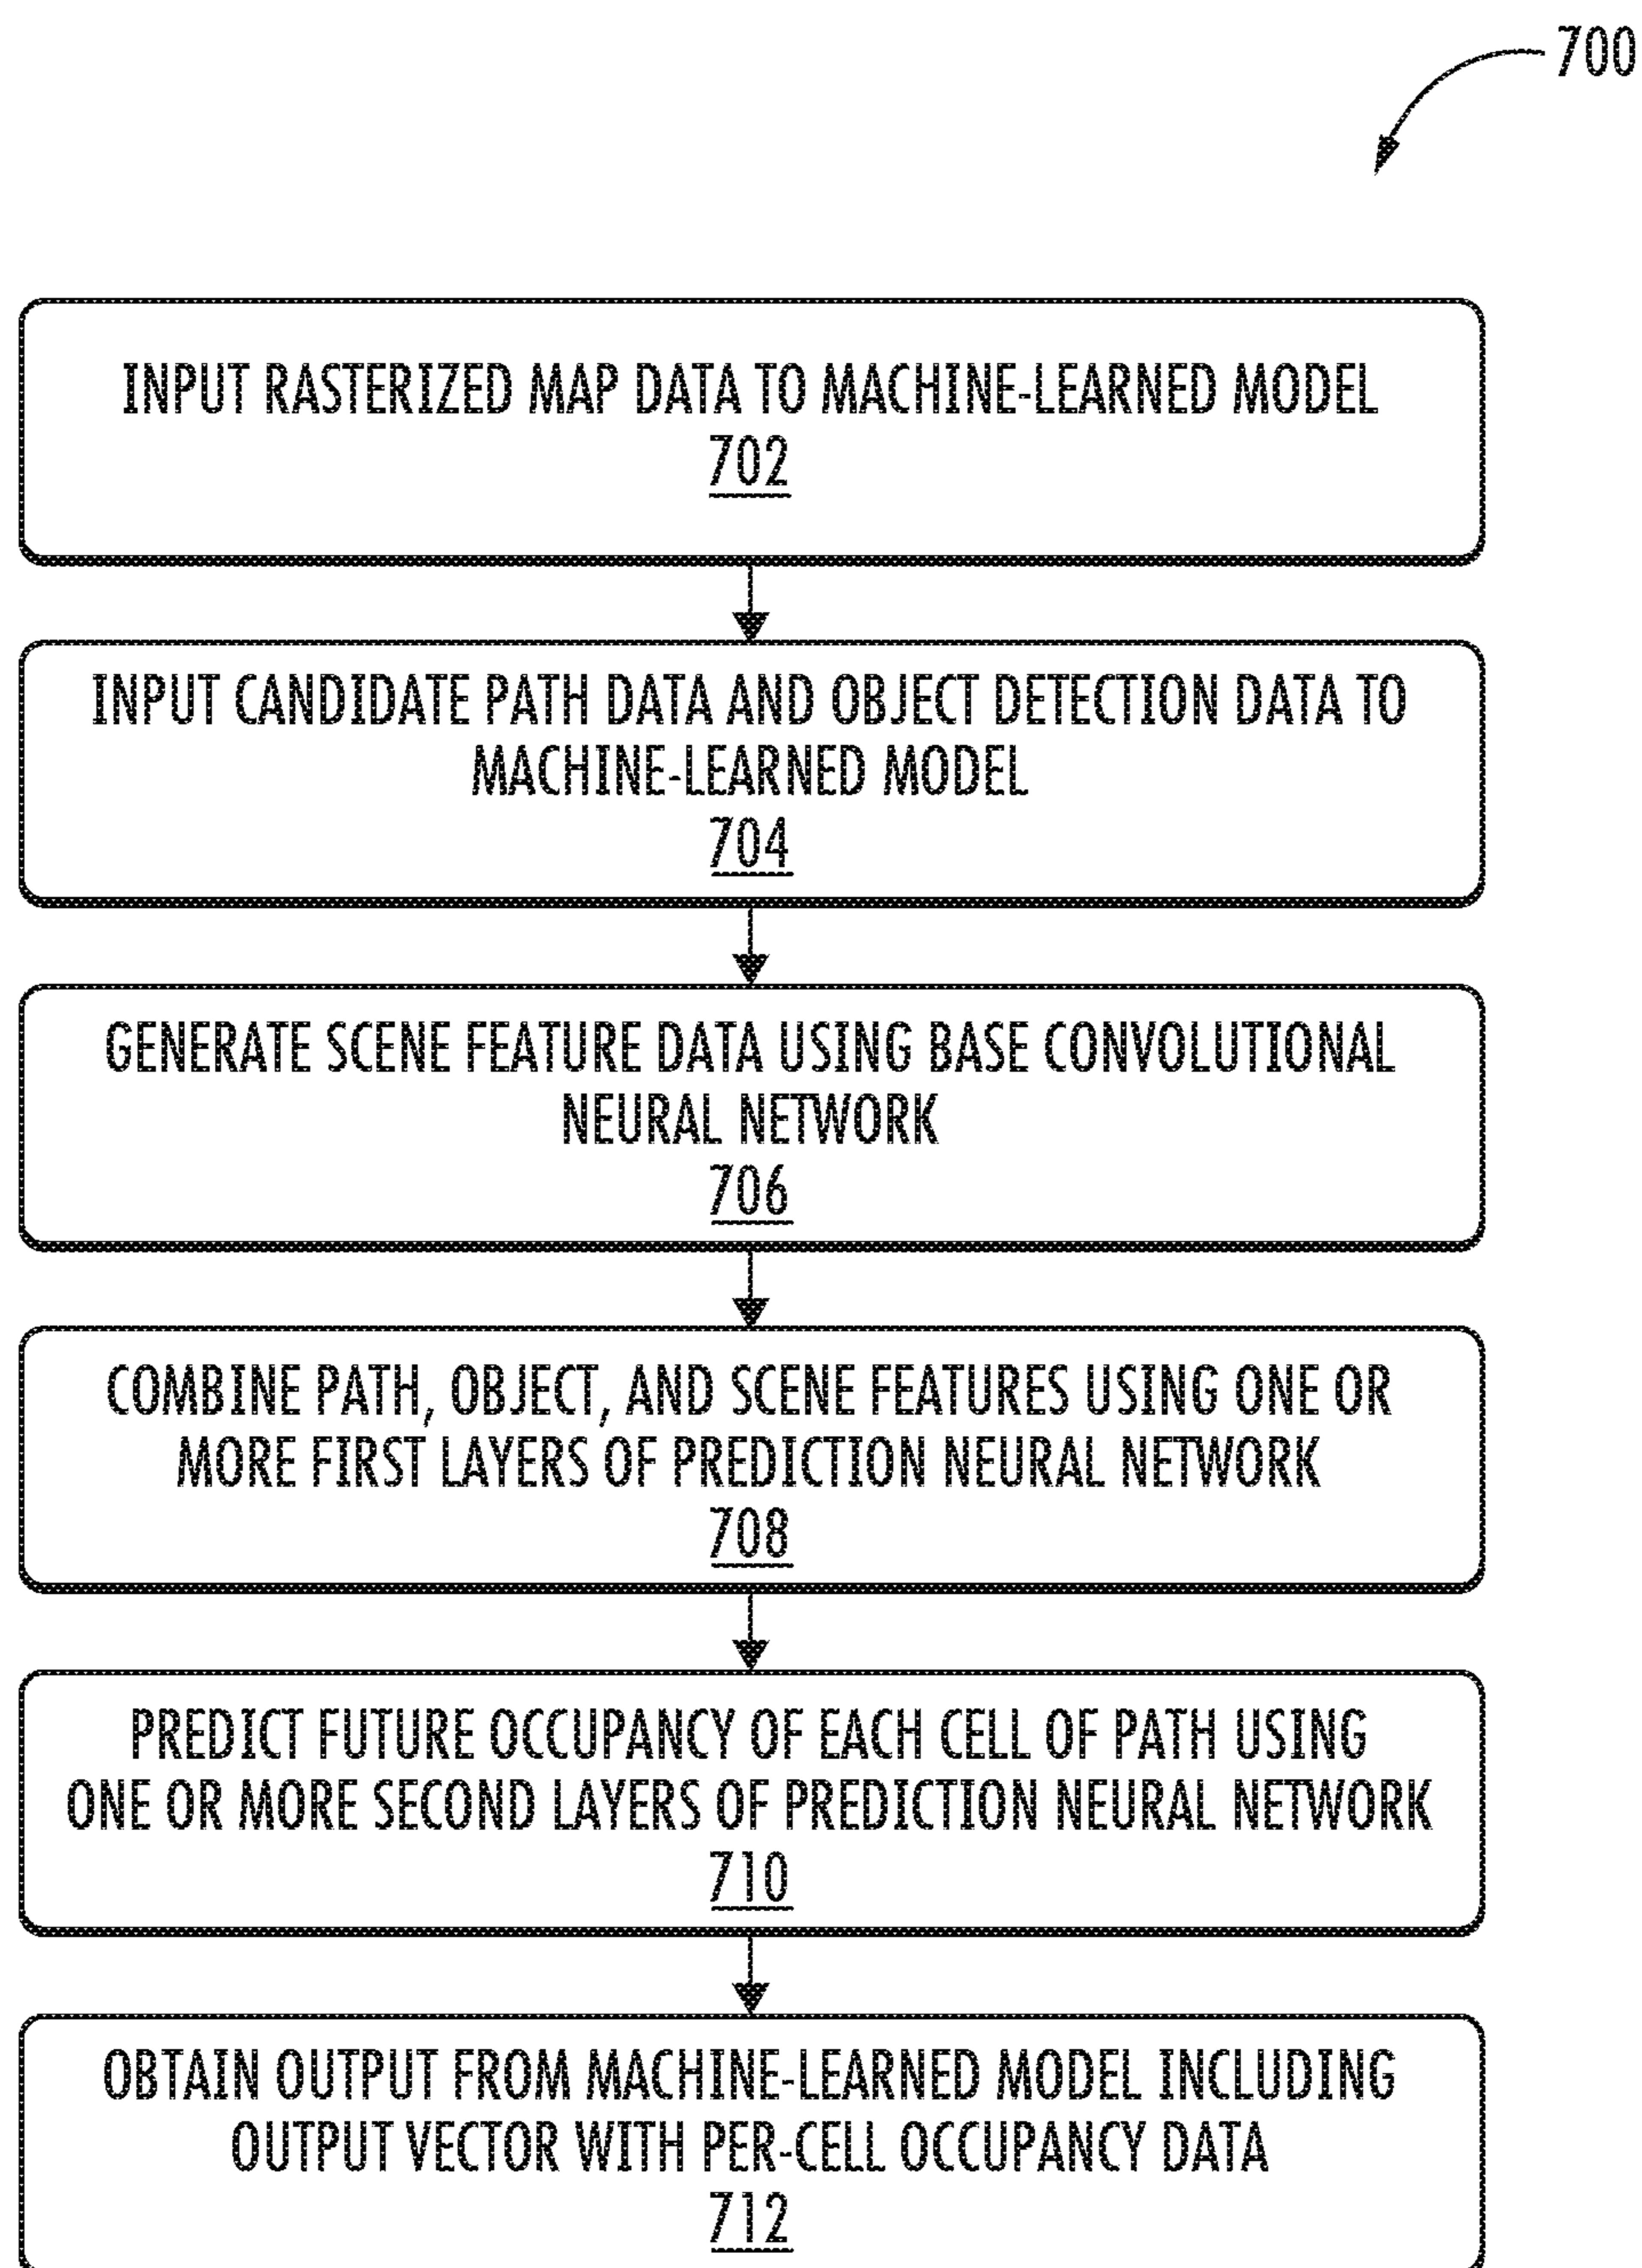 700
INPUT RASTERIZED MAP DATA TO MACHINE-LEARNED MODEL
702
INPUT CANDIDATE PATH DATA AND OBJECT DETECTION DATA TO
MACHINE-LEARNED MODEL
704
GENERATE SCENE FEATURE DATA USING BASE CONVOLUTIONAL
NEURAL NETWORK
706
COMBINE PATH, OBJECT, AND SCENE FEATURES USING ONE OR
MORE FIRST LAYERS OF PREDICTION NEURAL NETWORK
708
PREDICT FUTURE OCCUPANCY OF EACH CELL OF PATH USING
ONE OR MORE SECOND LAYERS OF PREDICTION NEURAL NETWORK
710
OBTAIN OUTPUT FROM MACHINE-LEARNED MODEL INCLUDING
OUTPUT VECTOR WITH PER-CELL OCCUPANCY DATA
712